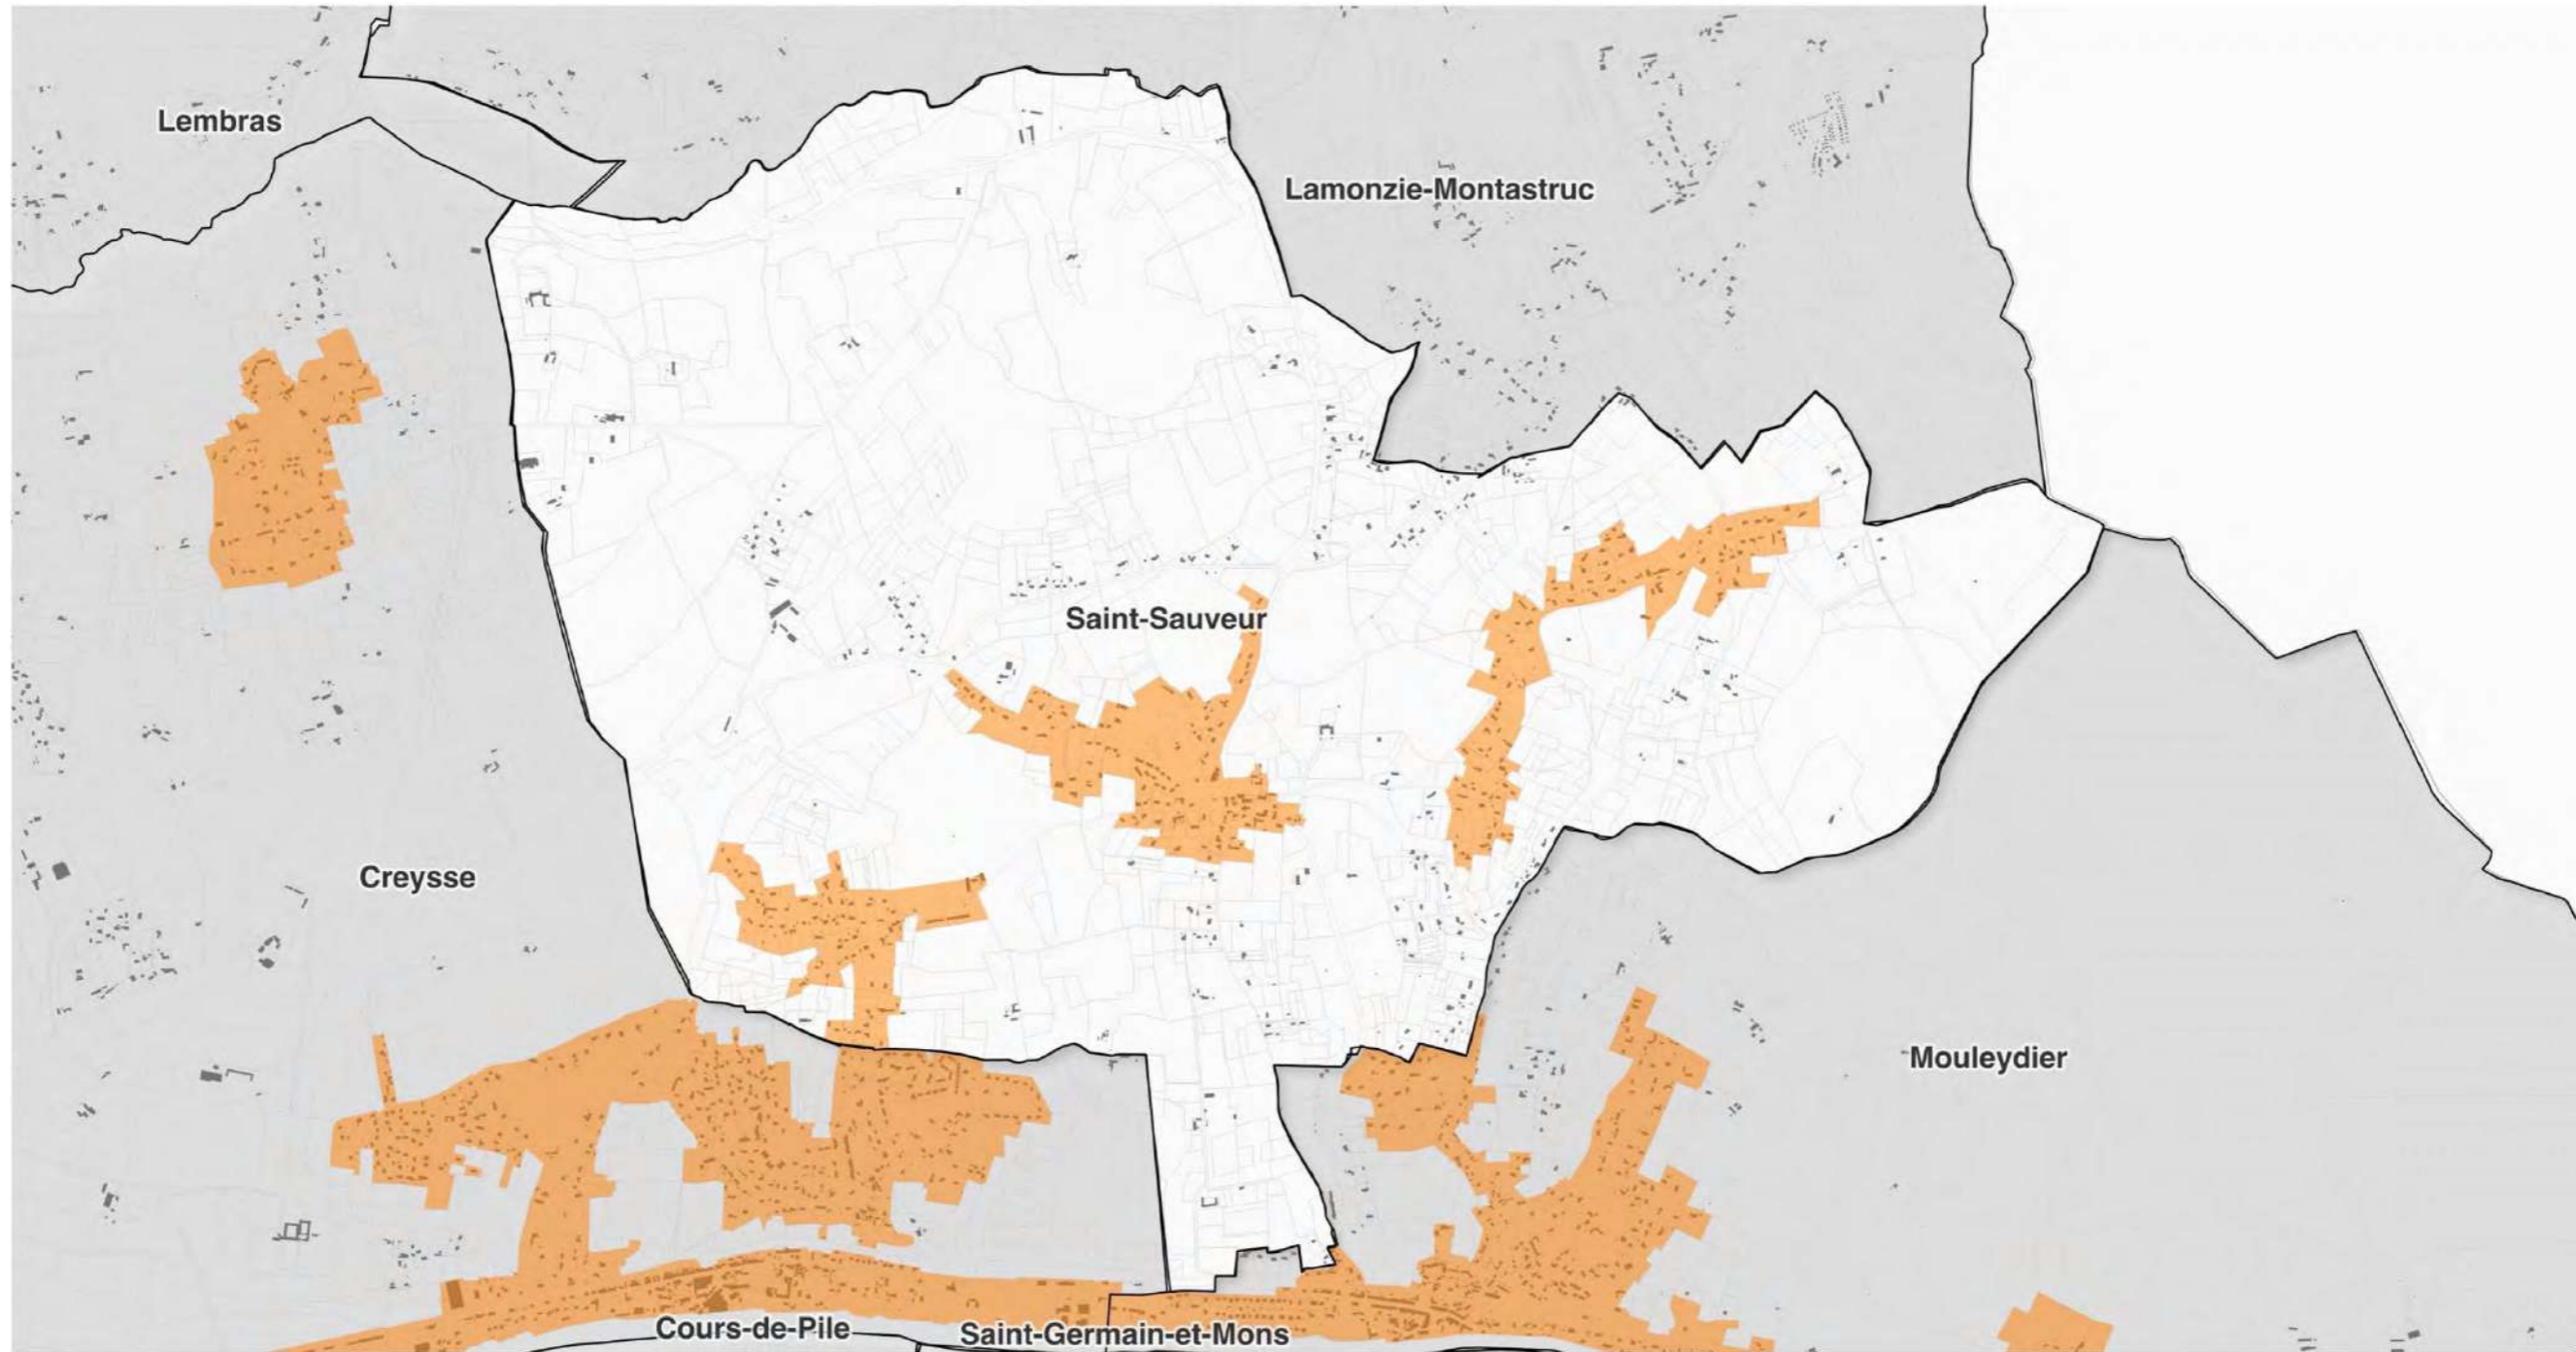 Lembras
Lamonzie-Montastruc
Saint-Sauveur
Creysse
Mouleydier
Cours-de-Pile
Saint-Germain-et-Mons